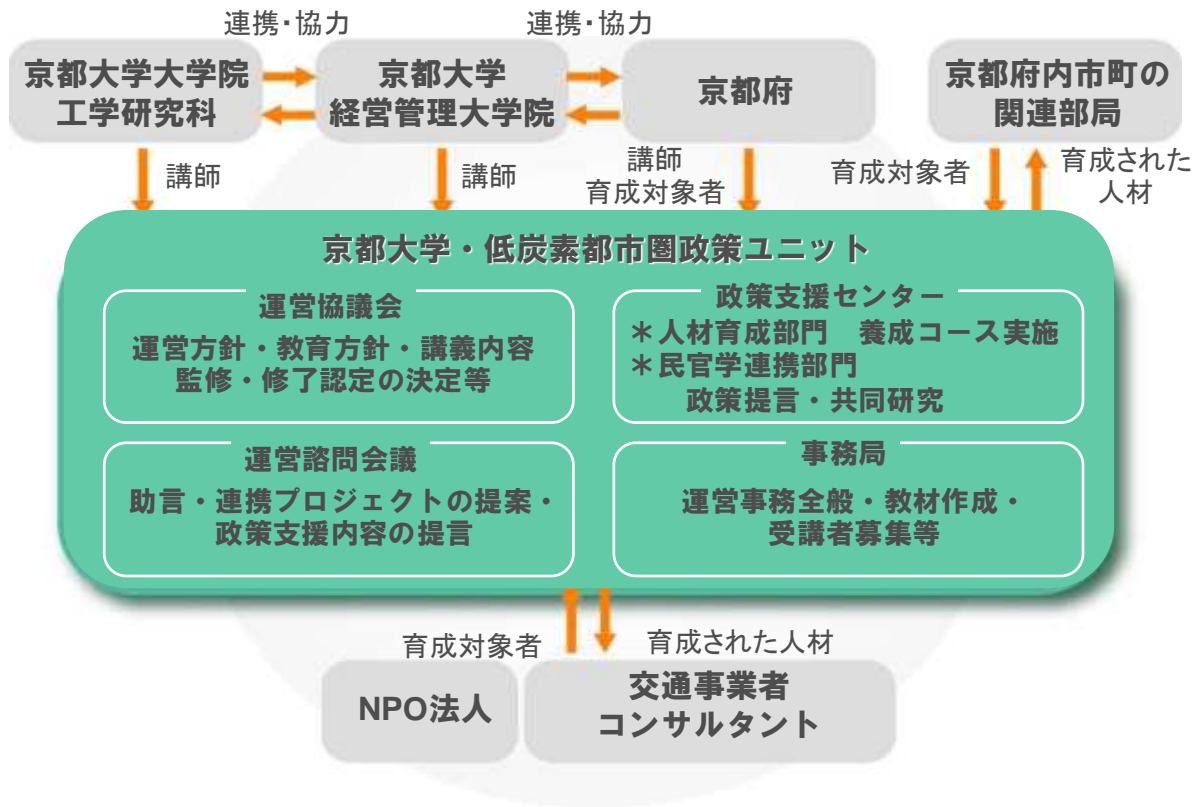 連携・協力
連携・協力
京都大学大学院
工学研究科
京都大学
経営管理大学院
京都府
京都府内市町の
関連部局
講師
講師
講師
育成対象者
育成対象者
育成された
人材
京都大学・低炭素都市圏政策ユニット
運営協議会
運営方針・教育方針・講義内容
監修・修了認定の決定等
政策支援センター
＊人材育成部門　養成コース実施
＊民官学連携部門
政策提言・共同研究
運営諮問会議
助言・連携プロジェクトの提案・
政策支援内容の提言
事務局
運営事務全般・教材作成・
受講者募集等
育成対象者
育成された人材
NPO法人
交通事業者
コンサルタント